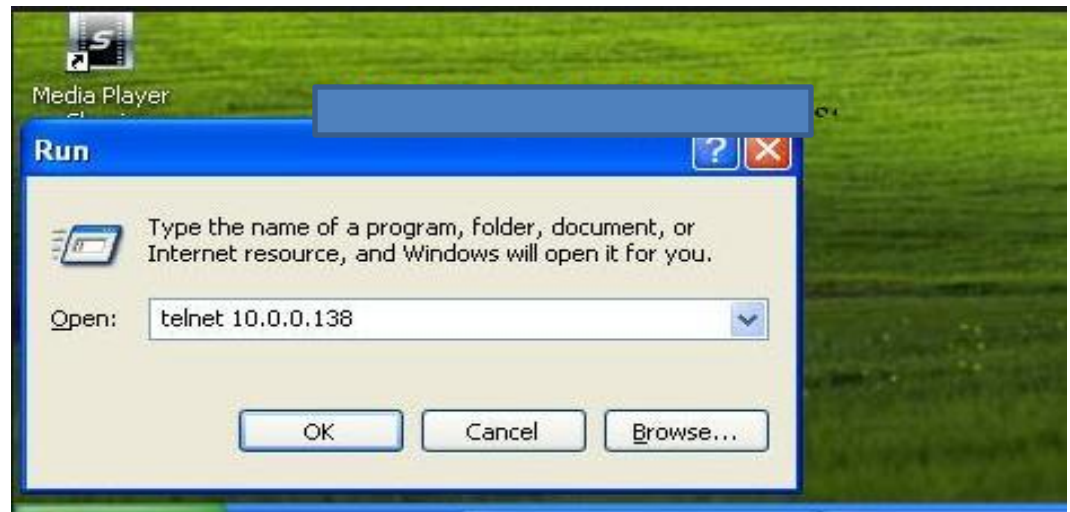 Media Player
Run
Type the name of a program, folder, document, or
Internet resource, and Windows will open it for you.
Open:
telnet 10.0.0.138
OK
Cancel
Browse...